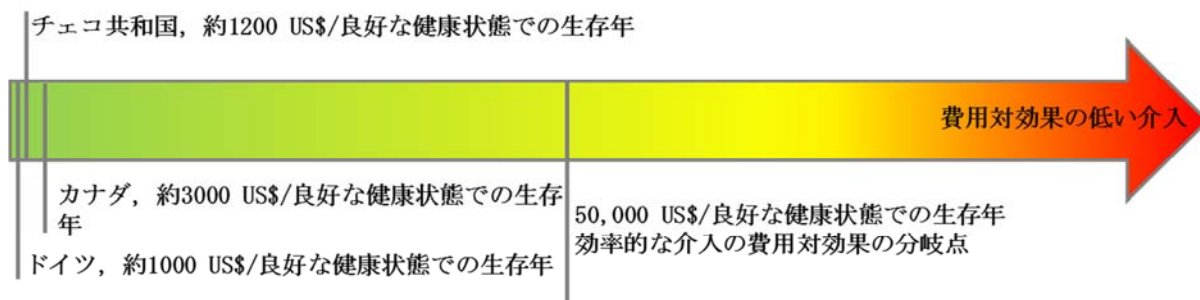 チェコ共和国, 約1200 US$/良好な健康状態での生存年
費用対効果の低い介入
カナダ, 約3000 US$/良好な健康状態での生存
年
50,000 US$/良好な健康状態での生存年
効率的な介入の費用対効果の分岐点
ドイツ, 約1000 US$/良好な健康状態での生存年